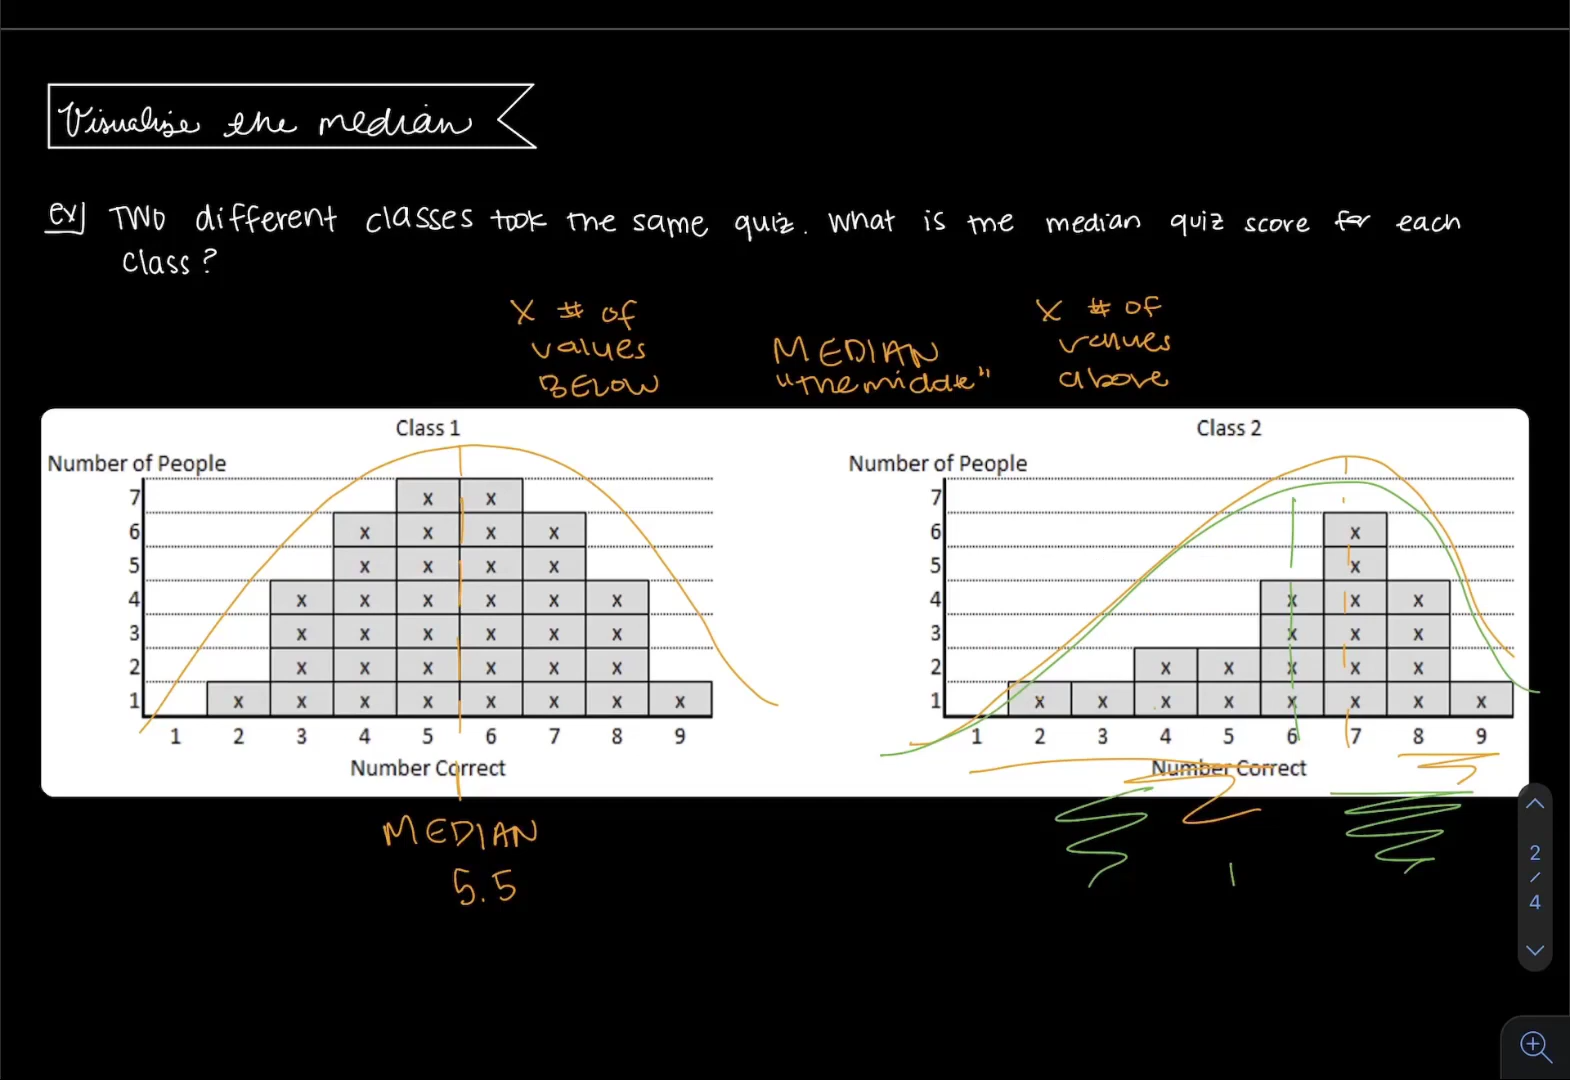 Visualize the median
ex] TWO different classes took the same quiz. What is the median quiz score for each
class?
X # of
values
BELOW
MEDIAN
"the middle"
X # of
values
above
Class 1
Number of People
7 x x
6 x x x x
5 x x x x
4 x x x x x x
3 x x x x x x
2 x x x x x x
1 x x x x x x x x
1 2 3 4 5 6 7 8 9
Number Correct
MEDIAN
5.5
Class 2
Number of People
7
6 x
5 x
4 x x x
3 x x x
2 x x x x x
1 x x x x x x x x
1 2 3 4 5 6 7 8 9
Number Correct
2
/
4